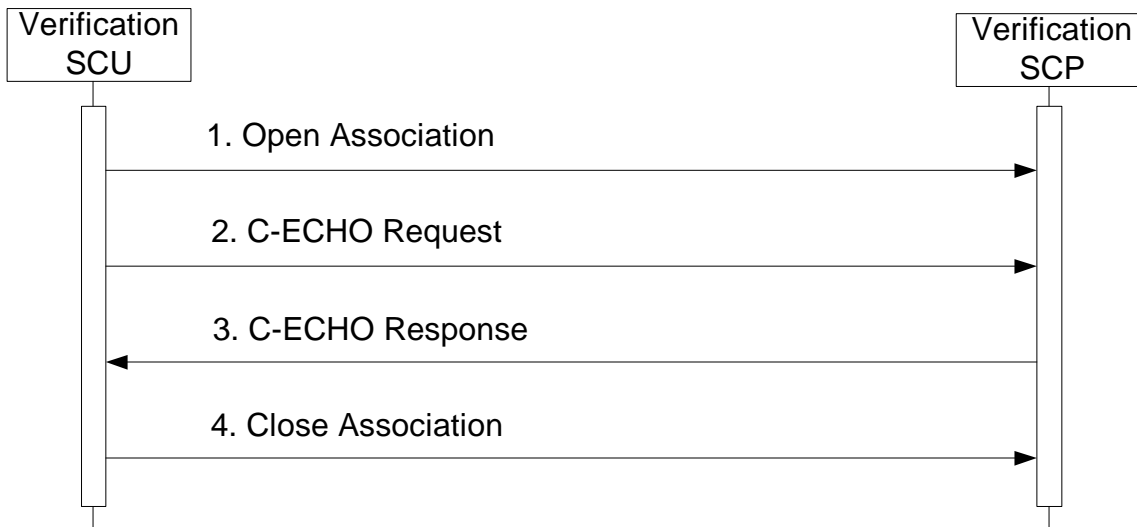 Verification
SCU
Verification
SCP
1. Open Association
2. C-ECHO Request
3. C-ECHO Response
4. Close Association